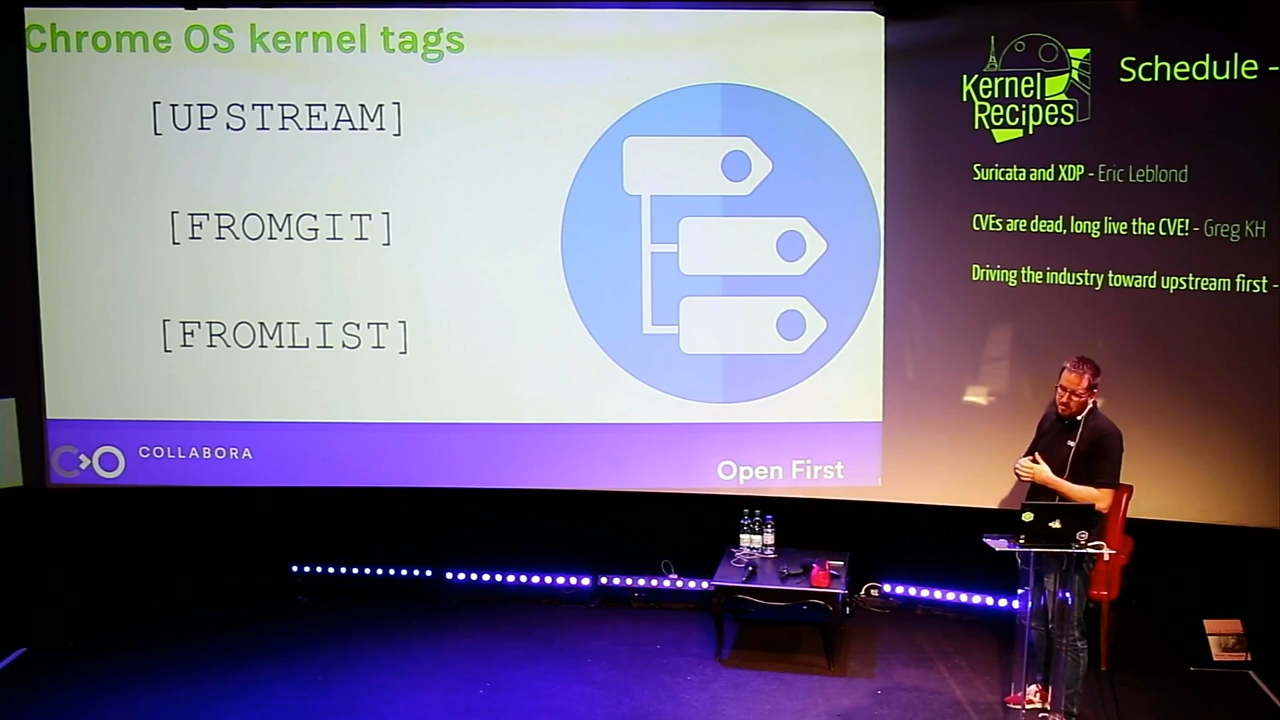 Chrome OS kernel tags
[UPSTREAM]
[FROMGIT]
[FROMLIST]
COLLABORA
Open First
Kernel
Recipes
Schedule -
Suricata and XDP - Eric Leblond
CVEs are dead, long live the CVE! - Greg KH
Driving the industry toward upstream first -